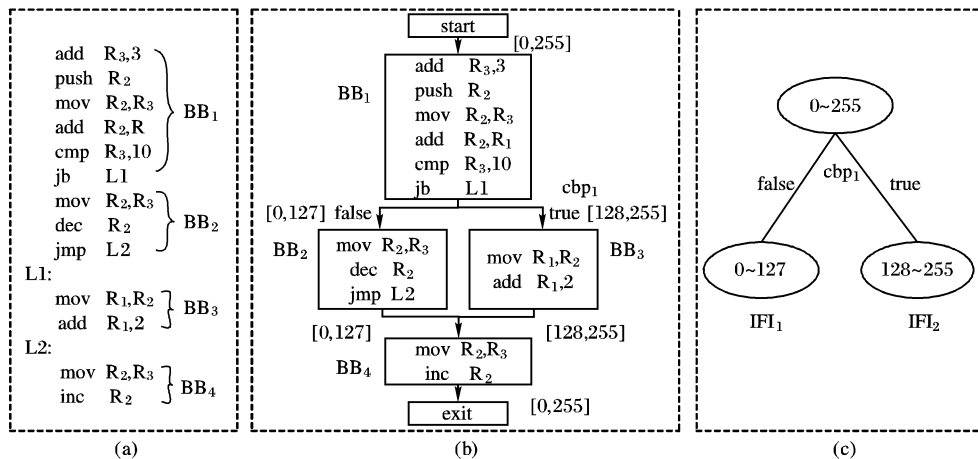 add R3,3
push R2
mov R2,R3
add R2,R
cmp R3,10
jb L1
BB1
mov R2,R3
dec R2
jmp L2
BB2
L1:
mov R1,R2
add R1,2
BB3
L2:
mov R2,R3
inc R2
BB4
(a)
start
[0,255]
BB1
add R3,3
push R2
mov R2,R3
add R2,R1
cmp R3,10
jb L1
cbp1
[0,127] false
true [128,255]
BB2
mov R2,R3
dec R2
jmp L2
mov R1,R2
add R1,2
BB3
[0,127]
[128,255]
BB4
mov R2,R3
inc R2
exit
[0,255]
(b)
0~255
false
cbp1
true
0~127
128~255
IFI1
IFI2
(c)